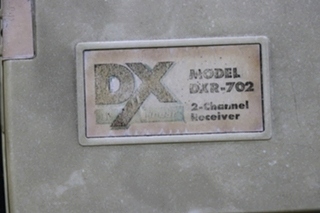 DX
MODEL
DXR-702
2-Channel
Receiver